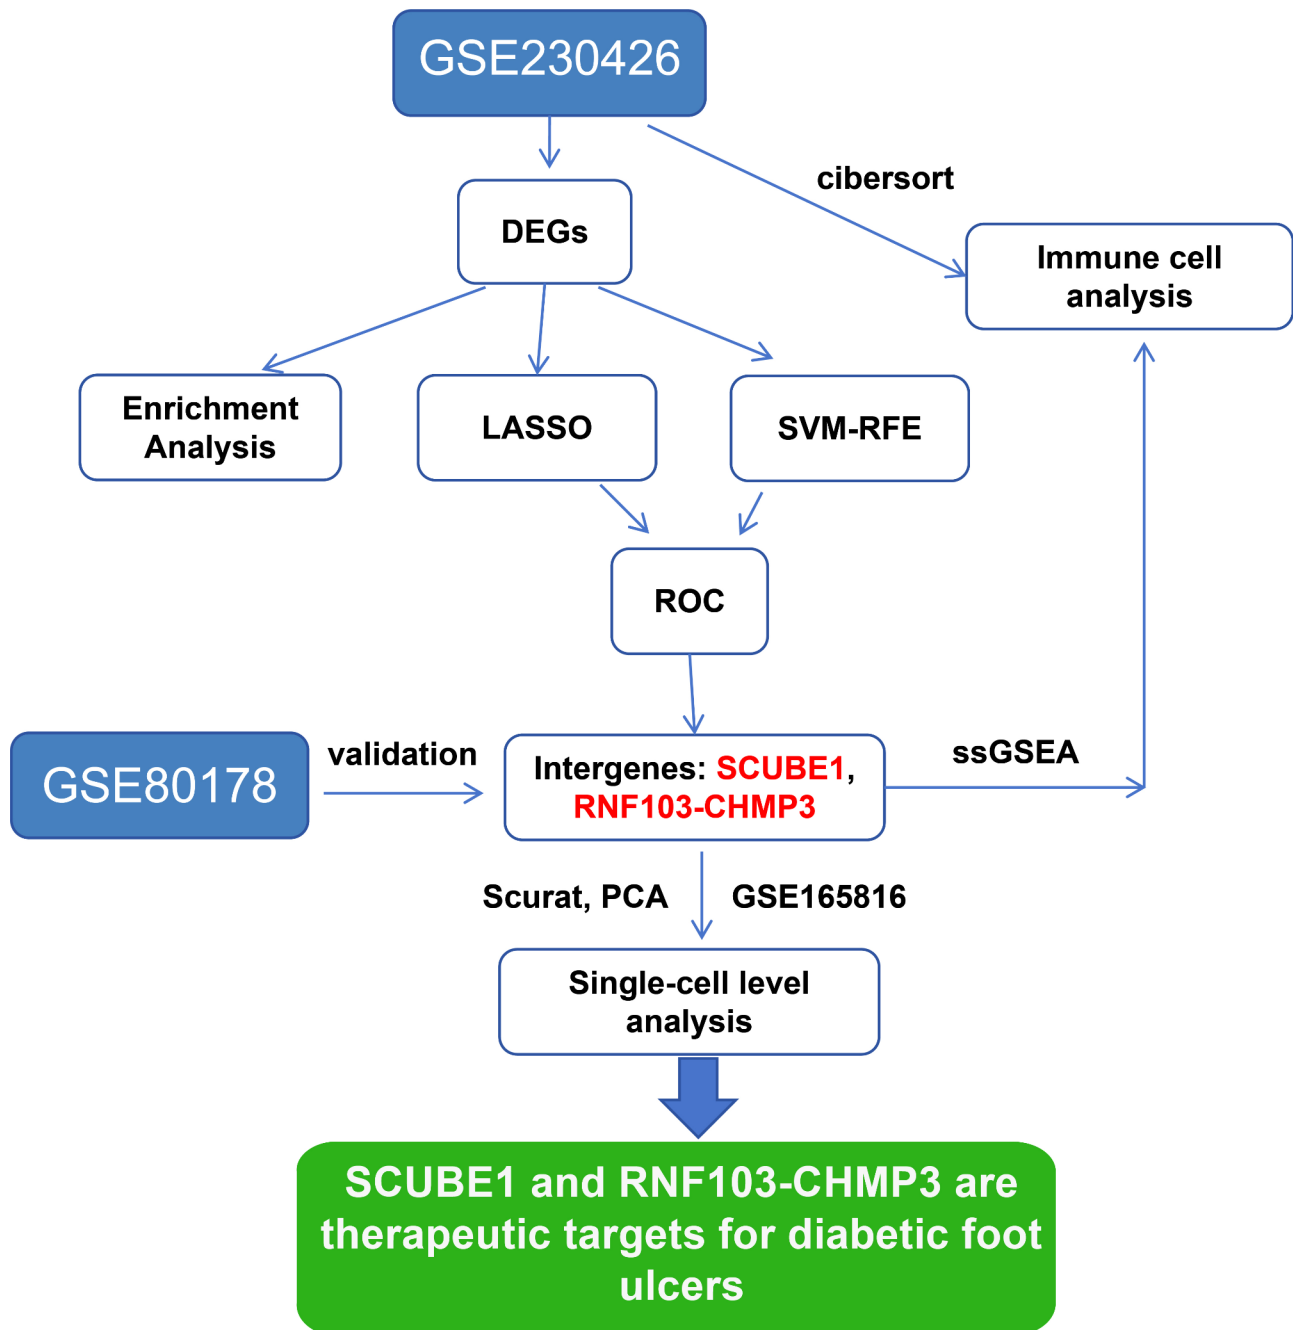 GSE230426
cibersort
DEGs
Immune cell
analysis
Enrichment
Analysis
LASSO
SVM-RFE
ROC
GSE80178
validation
Intergenes: SCUBE1,
RNF103-CHMP3
ssGSEA
Scurat, PCA
GSE165816
Single-cell level
analysis
SCUBE1 and RNF103-CHMP3 are
therapeutic targets for diabetic foot
ulcers